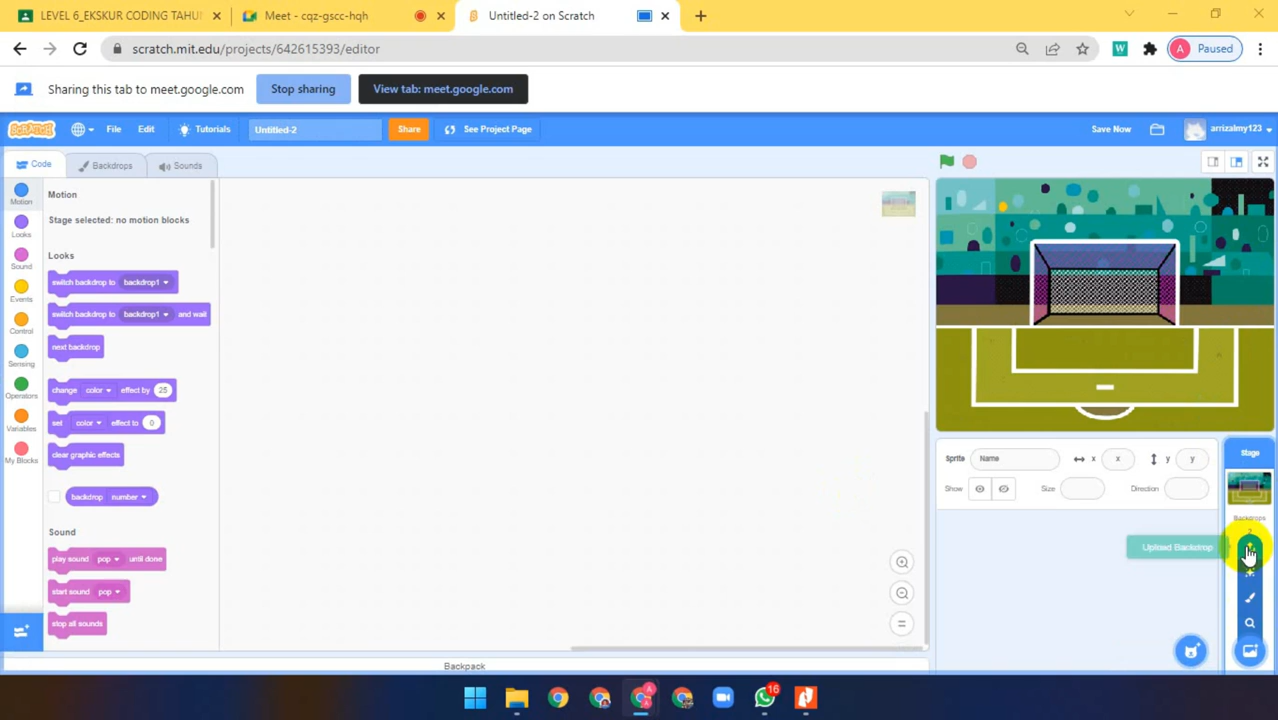 LEVEL 6_EKSKUR CODING TAHUN
Meet - cqz-gscc-hqh
Untitled-2 on Scratch
scratch.mit.edu/projects/642615393/editor
W
A
Paused
Sharing this tab to meet.google.com
Stop sharing
View tab: meet.google.com
SCRATCH
File
Edit
Tutorials
Untitled-2
Share
See Project Page
Save Now
arrizalmy123
Code
Backdrops
Sounds
Motion
Looks
Sound
Events
Control
Sensing
Operators
Variables
My Blocks
Motion
Stage selected: no motion blocks
Looks
switch backdrop to backdrop1
switch backdrop to backdrop1 and wait
next backdrop
change color effect by 25
set color effect to 0
clear graphic effects
backdrop number
Sound
play sound pop until done
start sound pop
stop all sounds
Backpack
Sprite
Name
x
x
y
y
Show
Size
Direction
Stage
Backdrops
2
Upload Backdrop
A
16